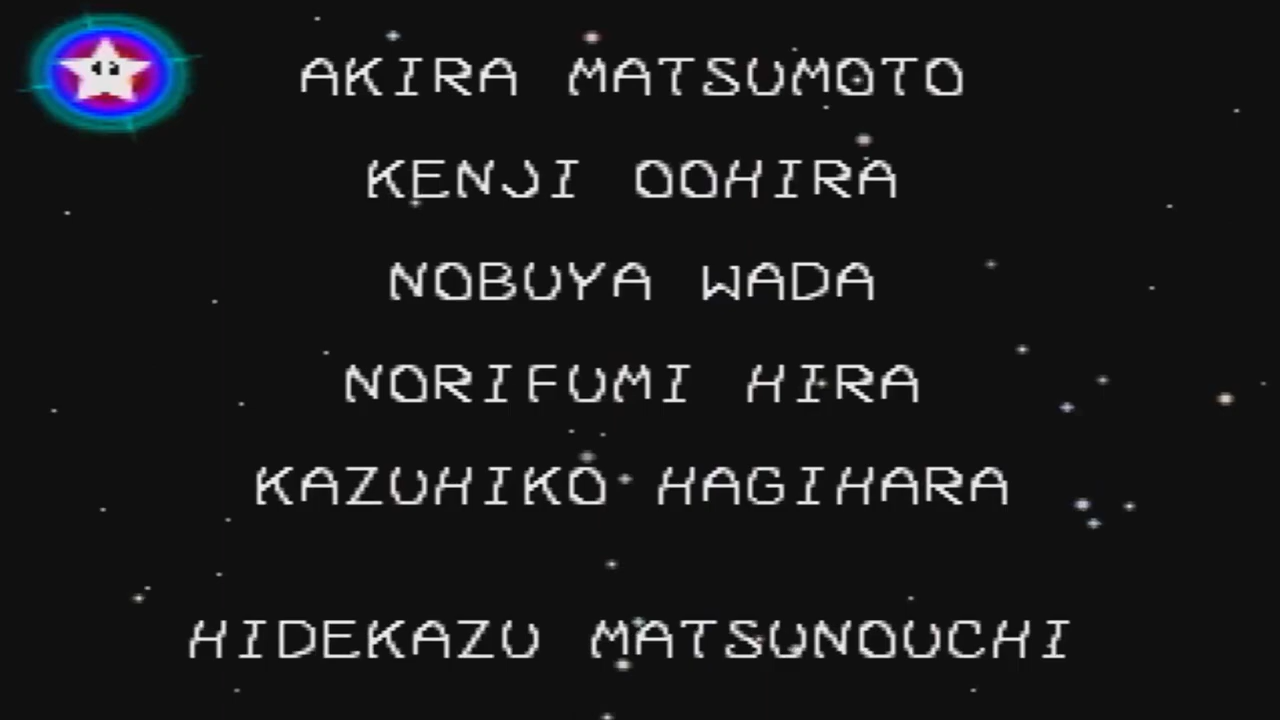 AKIRA MATSUMOTO
KENJI OOHIRA
NOBUYA WADA
NORIFUMI HIRA
KAZUHIKO HAGIHARA
HIDEKAZU MATSUNOUCHI